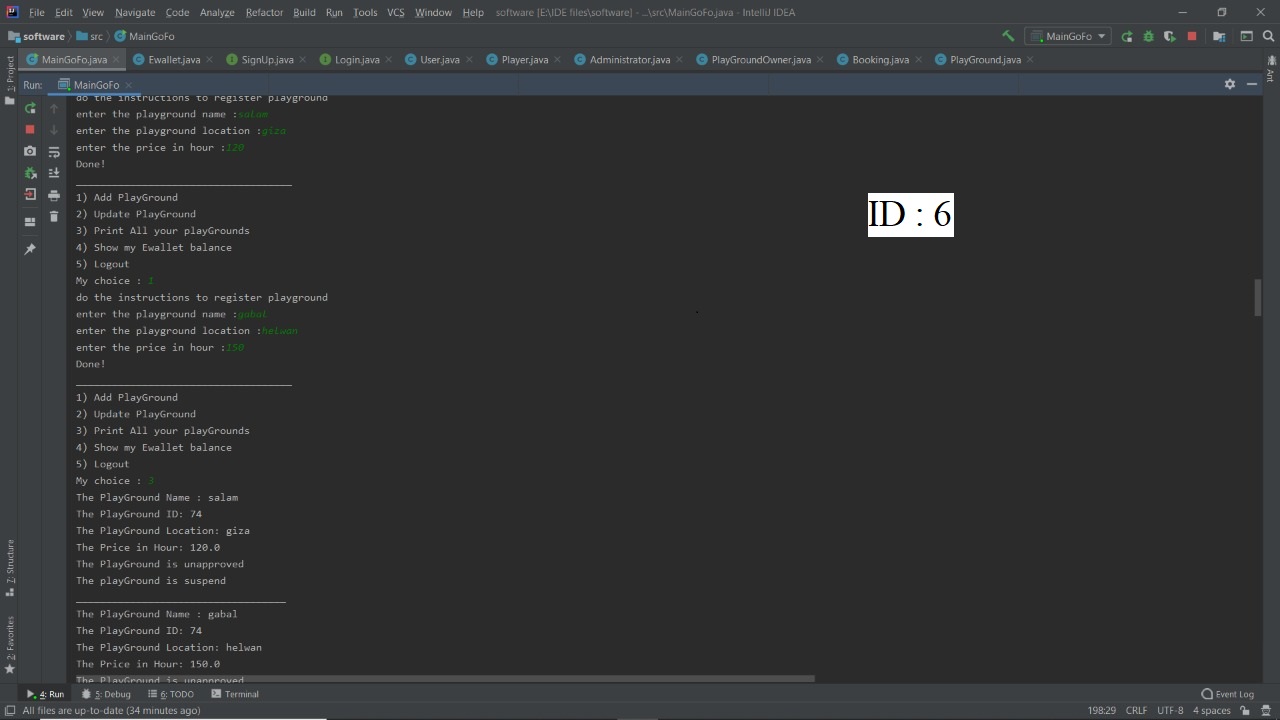 File Edit View Navigate Code Analyze Refactor Build Run Tools VCS Window Help software [E:\IDE files\software] - ...\src\MainGoFo.java - IntelliJ IDEA
software src MainGoFo MainGoFo
MainGoFo.java Ewallet.java SignUp.java Login.java User.java Player.java Administrator.java PlayGroundOwner.java Booking.java PlayGround.java
1: Project
Ant
Run: MainGoFo
do the instructions to register playground
enter the playground name :salam
enter the playground location :giza
enter the price in hour :120
Done!
____________________________________
1) Add PlayGround
2) Update PlayGround
3) Print All your playGrounds
4) Show my Ewallet balance
5) Logout
My choice : 1
do the instructions to register playground
enter the playground name :gabal
enter the playground location :helwan
enter the price in hour :150
Done!
____________________________________
1) Add PlayGround
2) Update PlayGround
3) Print All your playGrounds
4) Show my Ewallet balance
5) Logout
My choice : 3
The PlayGround Name : salam
The PlayGround ID: 74
The PlayGround Location: giza
The Price in Hour: 120.0
The PlayGround is unapproved
The playGround is suspend
___________________________________
The PlayGround Name : gabal
The PlayGround ID: 74
The PlayGround Location: helwan
The Price in Hour: 150.0
The PlayGround is unapproved
ID : 6
7: Structure
2: Favorites
4: Run 5: Debug 6: TODO Terminal Event Log
All files are up-to-date (34 minutes ago) 198:29 CRLF UTF-8 4 spaces